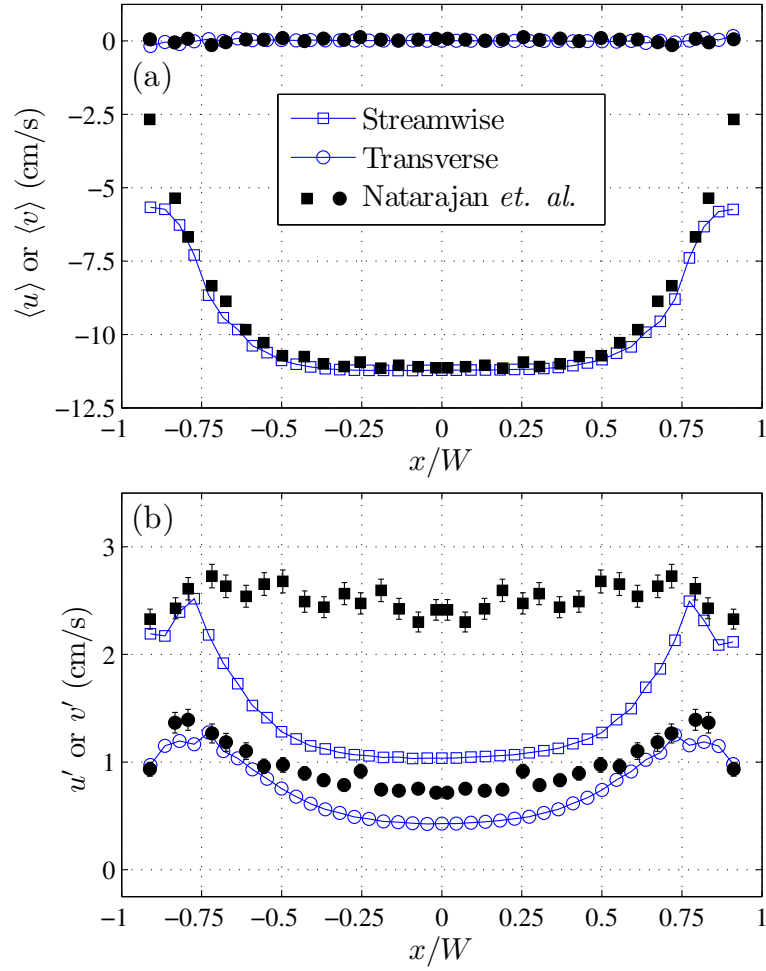 0
−2.5
−5
−7.5
−10
−12.5
⟨u⟩ or ⟨v⟩ (cm/s)
(a)
Streamwise
Transverse
Natarajan et. al.
−1 −0.75 −0.5 −0.25 0 0.25 0.5 0.75 1
x/W
(b)
3
2
1
0
u′ or v′ (cm/s)
−1 −0.75 −0.5 −0.25 0 0.25 0.5 0.75 1
x/W